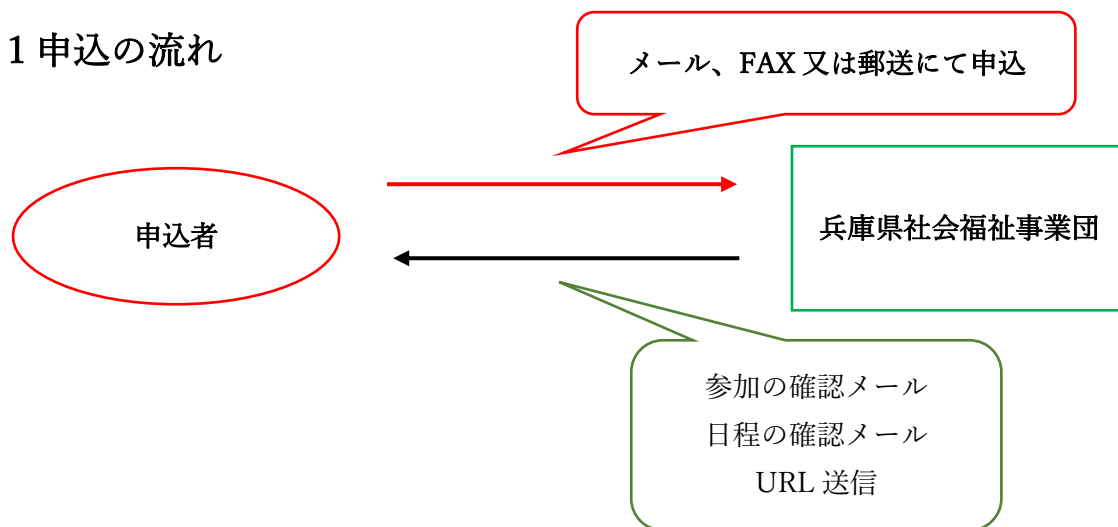 1 申込の流れ
メール、FAX 又は郵送にて申込
申込者
兵庫県社会福祉事業団
参加の確認メール
日程の確認メール
URL 送信